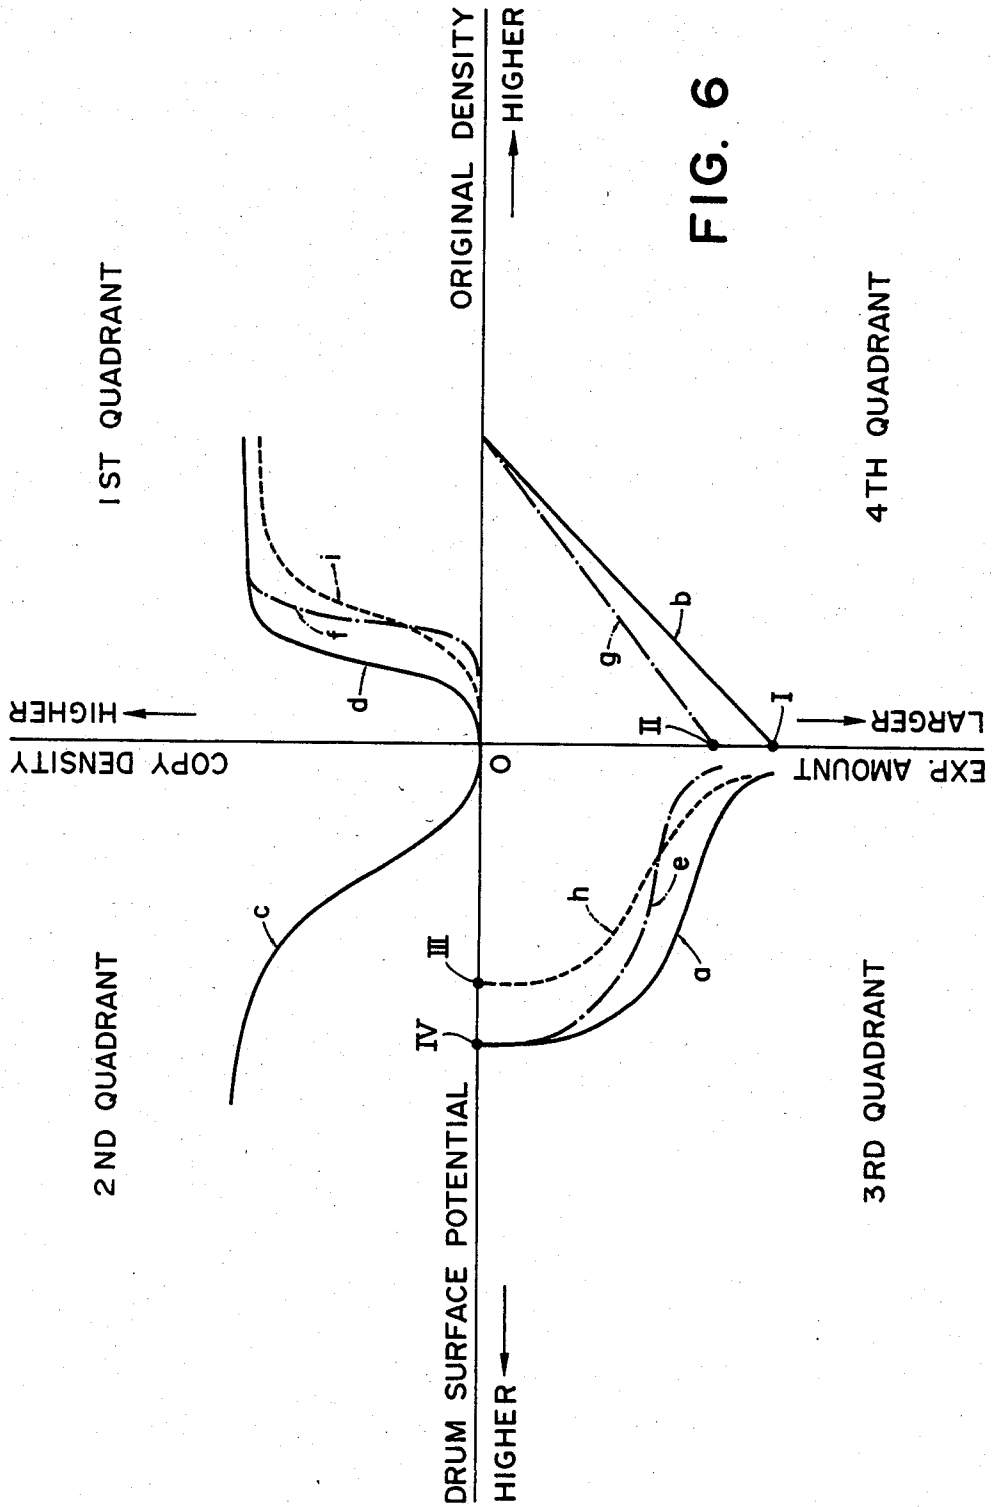 2ND QUADRANT
1ST QUADRANT
COPY DENSITY
HIGHER
c
d
f
i
DRUM SURFACE POTENTIAL
HIGHER
IV
III
O
ORIGINAL DENSITY
HIGHER
h
e
a
g
b
II
I
EXP. AMOUNT
LARGER
3RD QUADRANT
4TH QUADRANT
FIG. 6